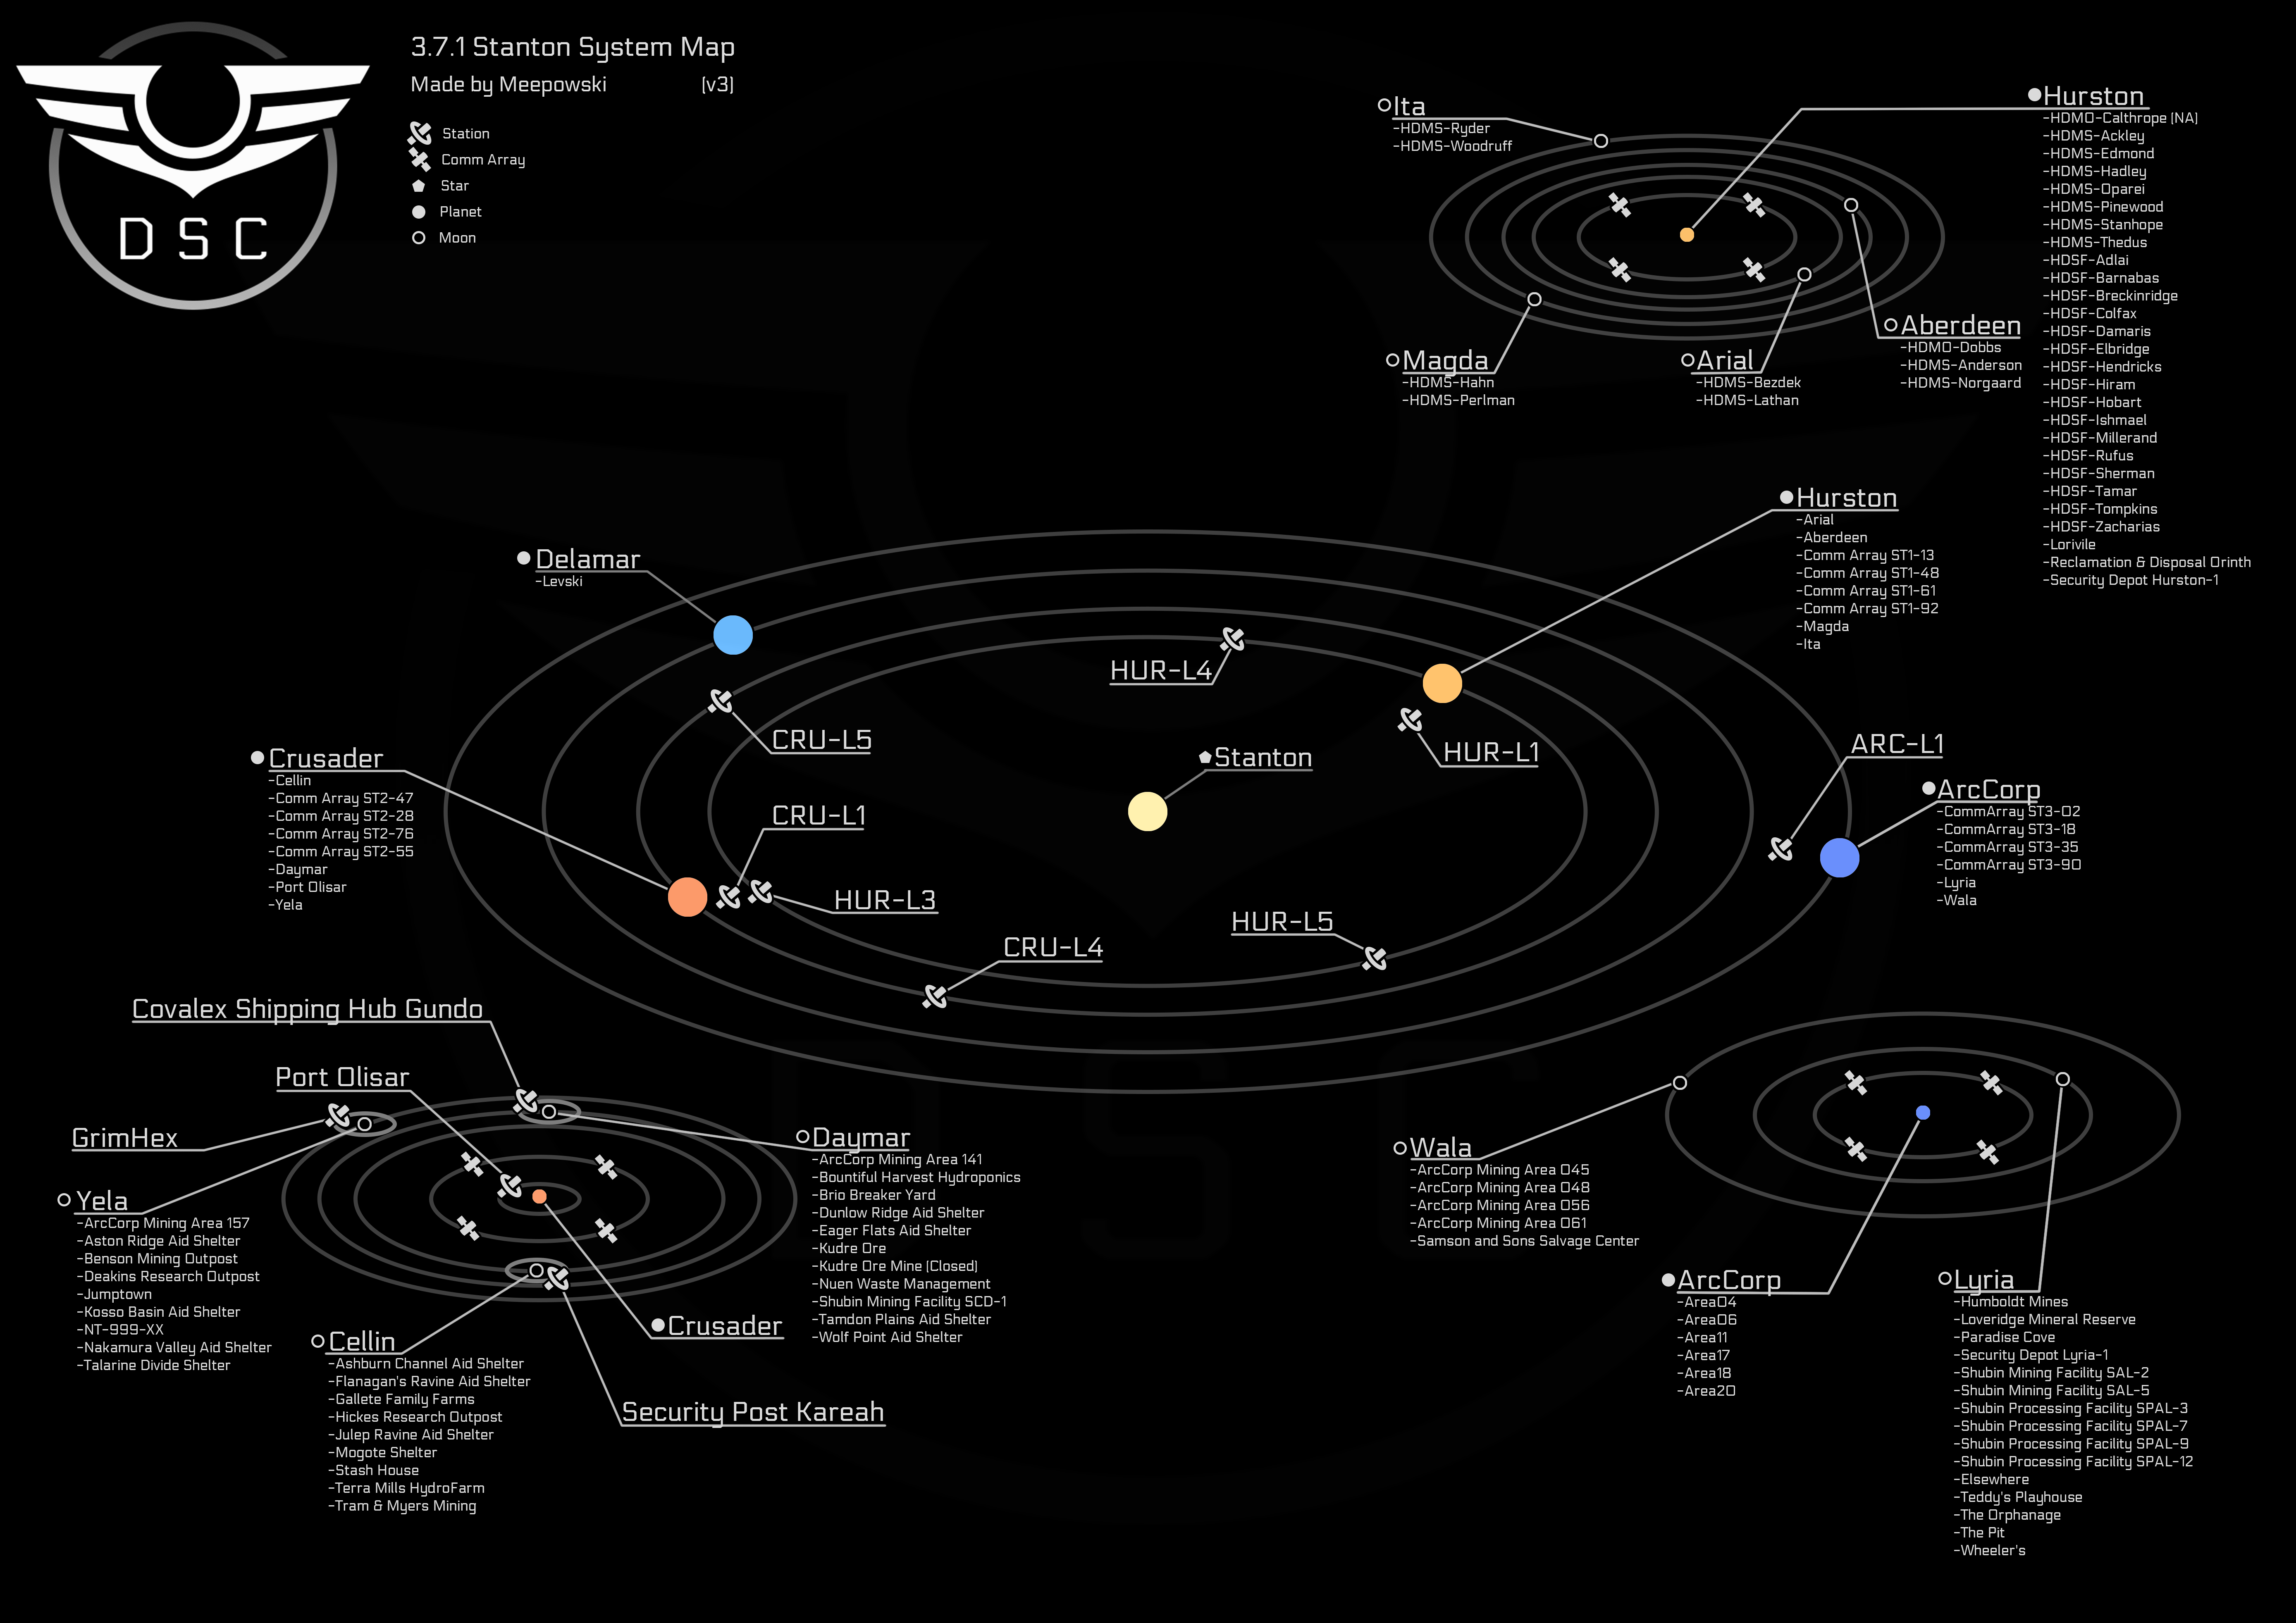 3.7.1 Stanton System Map
Made by Meepowski (v3)
Station
Comm Array
Star
Planet
Moon
D S C
Ita
-HDMS-Ryder
-HDMS-Woodruff
Hurston
-HDMO-Calthrope (NA)
-HDMS-Ackley
-HDMS-Edmond
-HDMS-Hadley
-HDMS-Oparei
-HDMS-Pinewood
-HDMS-Stanhope
-HDMS-Thedus
-HDSF-Adlai
-HDSF-Barnabas
-HDSF-Breckinridge
-HDSF-Colfax
-HDSF-Damaris
-HDSF-Elbridge
-HDSF-Hendricks
-HDSF-Hiram
-HDSF-Hobart
-HDSF-Ishmael
-HDSF-Millerand
-HDSF-Rufus
-HDSF-Sherman
-HDSF-Tamar
-HDSF-Tompkins
-HDSF-Zacharias
-Lorivile
-Reclamation & Disposal Orinth
-Security Depot Hurston-1
Magda
-HDMS-Hahn
-HDMS-Perlman
Arial
-HDMS-Bezdek
-HDMS-Lathan
Aberdeen
-HDMO-Dobbs
-HDMS-Anderson
-HDMS-Norgaard
Delamar
-Levski
Hurston
-Arial
-Aberdeen
-Comm Array ST1-13
-Comm Array ST1-48
-Comm Array ST1-61
-Comm Array ST1-92
-Magda
-Ita
HUR-L4
CRU-L5
HUR-L1
Stanton
ARC-L1
Crusader
-Cellin
-Comm Array ST2-47
-Comm Array ST2-28
-Comm Array ST2-76
-Comm Array ST2-55
-Daymar
-Port Olisar
-Yela
CRU-L1
HUR-L3
CRU-L4
HUR-L5
ArcCorp
-CommArray ST3-02
-CommArray ST3-18
-CommArray ST3-35
-CommArray ST3-90
-Lyria
-Wala
Covalex Shipping Hub Gundo
Port Olisar
GrimHex
Yela
-ArcCorp Mining Area 157
-Aston Ridge Aid Shelter
-Benson Mining Outpost
-Deakins Research Outpost
-Jumptown
-Kosso Basin Aid Shelter
-NT-999-XX
-Nakamura Valley Aid Shelter
-Talarine Divide Shelter
Cellin
-Ashburn Channel Aid Shelter
-Flanagan's Ravine Aid Shelter
-Gallete Family Farms
-Hickes Research Outpost
-Julep Ravine Aid Shelter
-Mogote Shelter
-Stash House
-Terra Mills HydroFarm
-Tram & Myers Mining
Daymar
-ArcCorp Mining Area 141
-Bountiful Harvest Hydroponics
-Brio Breaker Yard
-Dunlow Ridge Aid Shelter
-Eager Flats Aid Shelter
-Kudre Ore
-Kudre Ore Mine (Closed)
-Nuen Waste Management
-Shubin Mining Facility SCD-1
-Tamdon Plains Aid Shelter
-Wolf Point Aid Shelter
Crusader
Security Post Kareah
Wala
-ArcCorp Mining Area 045
-ArcCorp Mining Area 048
-ArcCorp Mining Area 056
-ArcCorp Mining Area 061
-Samson and Sons Salvage Center
ArcCorp
-Area04
-Area06
-Area11
-Area17
-Area18
-Area20
Lyria
-Humboldt Mines
-Loveridge Mineral Reserve
-Paradise Cove
-Security Depot Lyria-1
-Shubin Mining Facility SAL-2
-Shubin Mining Facility SAL-5
-Shubin Processing Facility SPAL-3
-Shubin Processing Facility SPAL-7
-Shubin Processing Facility SPAL-9
-Shubin Processing Facility SPAL-12
-Elsewhere
-Teddy's Playhouse
-The Orphanage
-The Pit
-Wheeler's